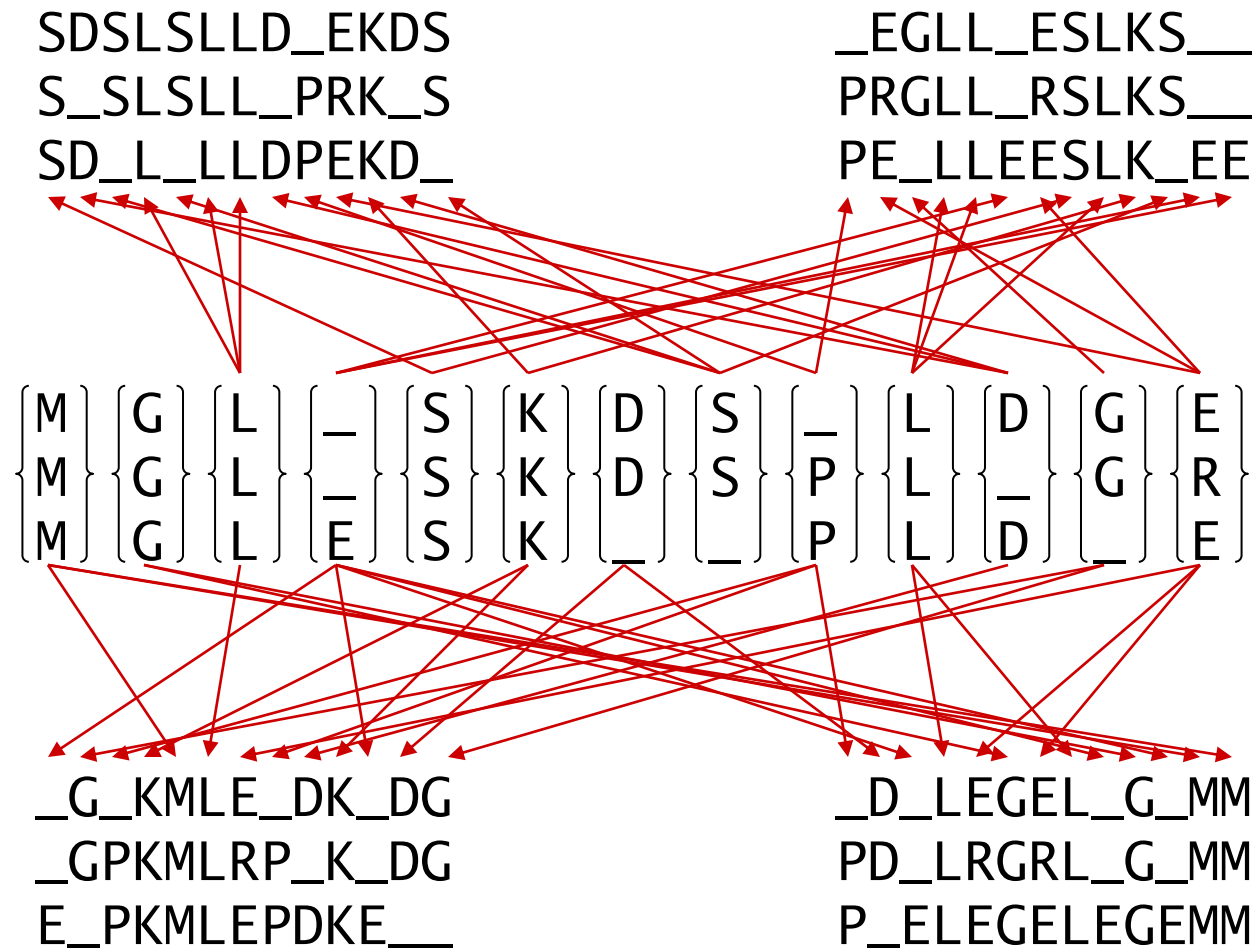 SDSLSLLD_EKDS
_EGLL_ESLKS__
S_SLSLL_PRK_S
PRGLL_RSLKS__
SD_L_LLDPEKD_
PE_LLEESLK_EE
M G L _ S K D S _ L D G E
M G L _ S K D S P L _ G R
M G L E S K _ _ P L D _ E
_G_KMLE_DK_DG
_D_LEGEL_G_MM
_GPKMLRP_K_DG
PD_LRGRL_G_MM
E_PKMLEPDKE__
P_ELEGELEGEMM